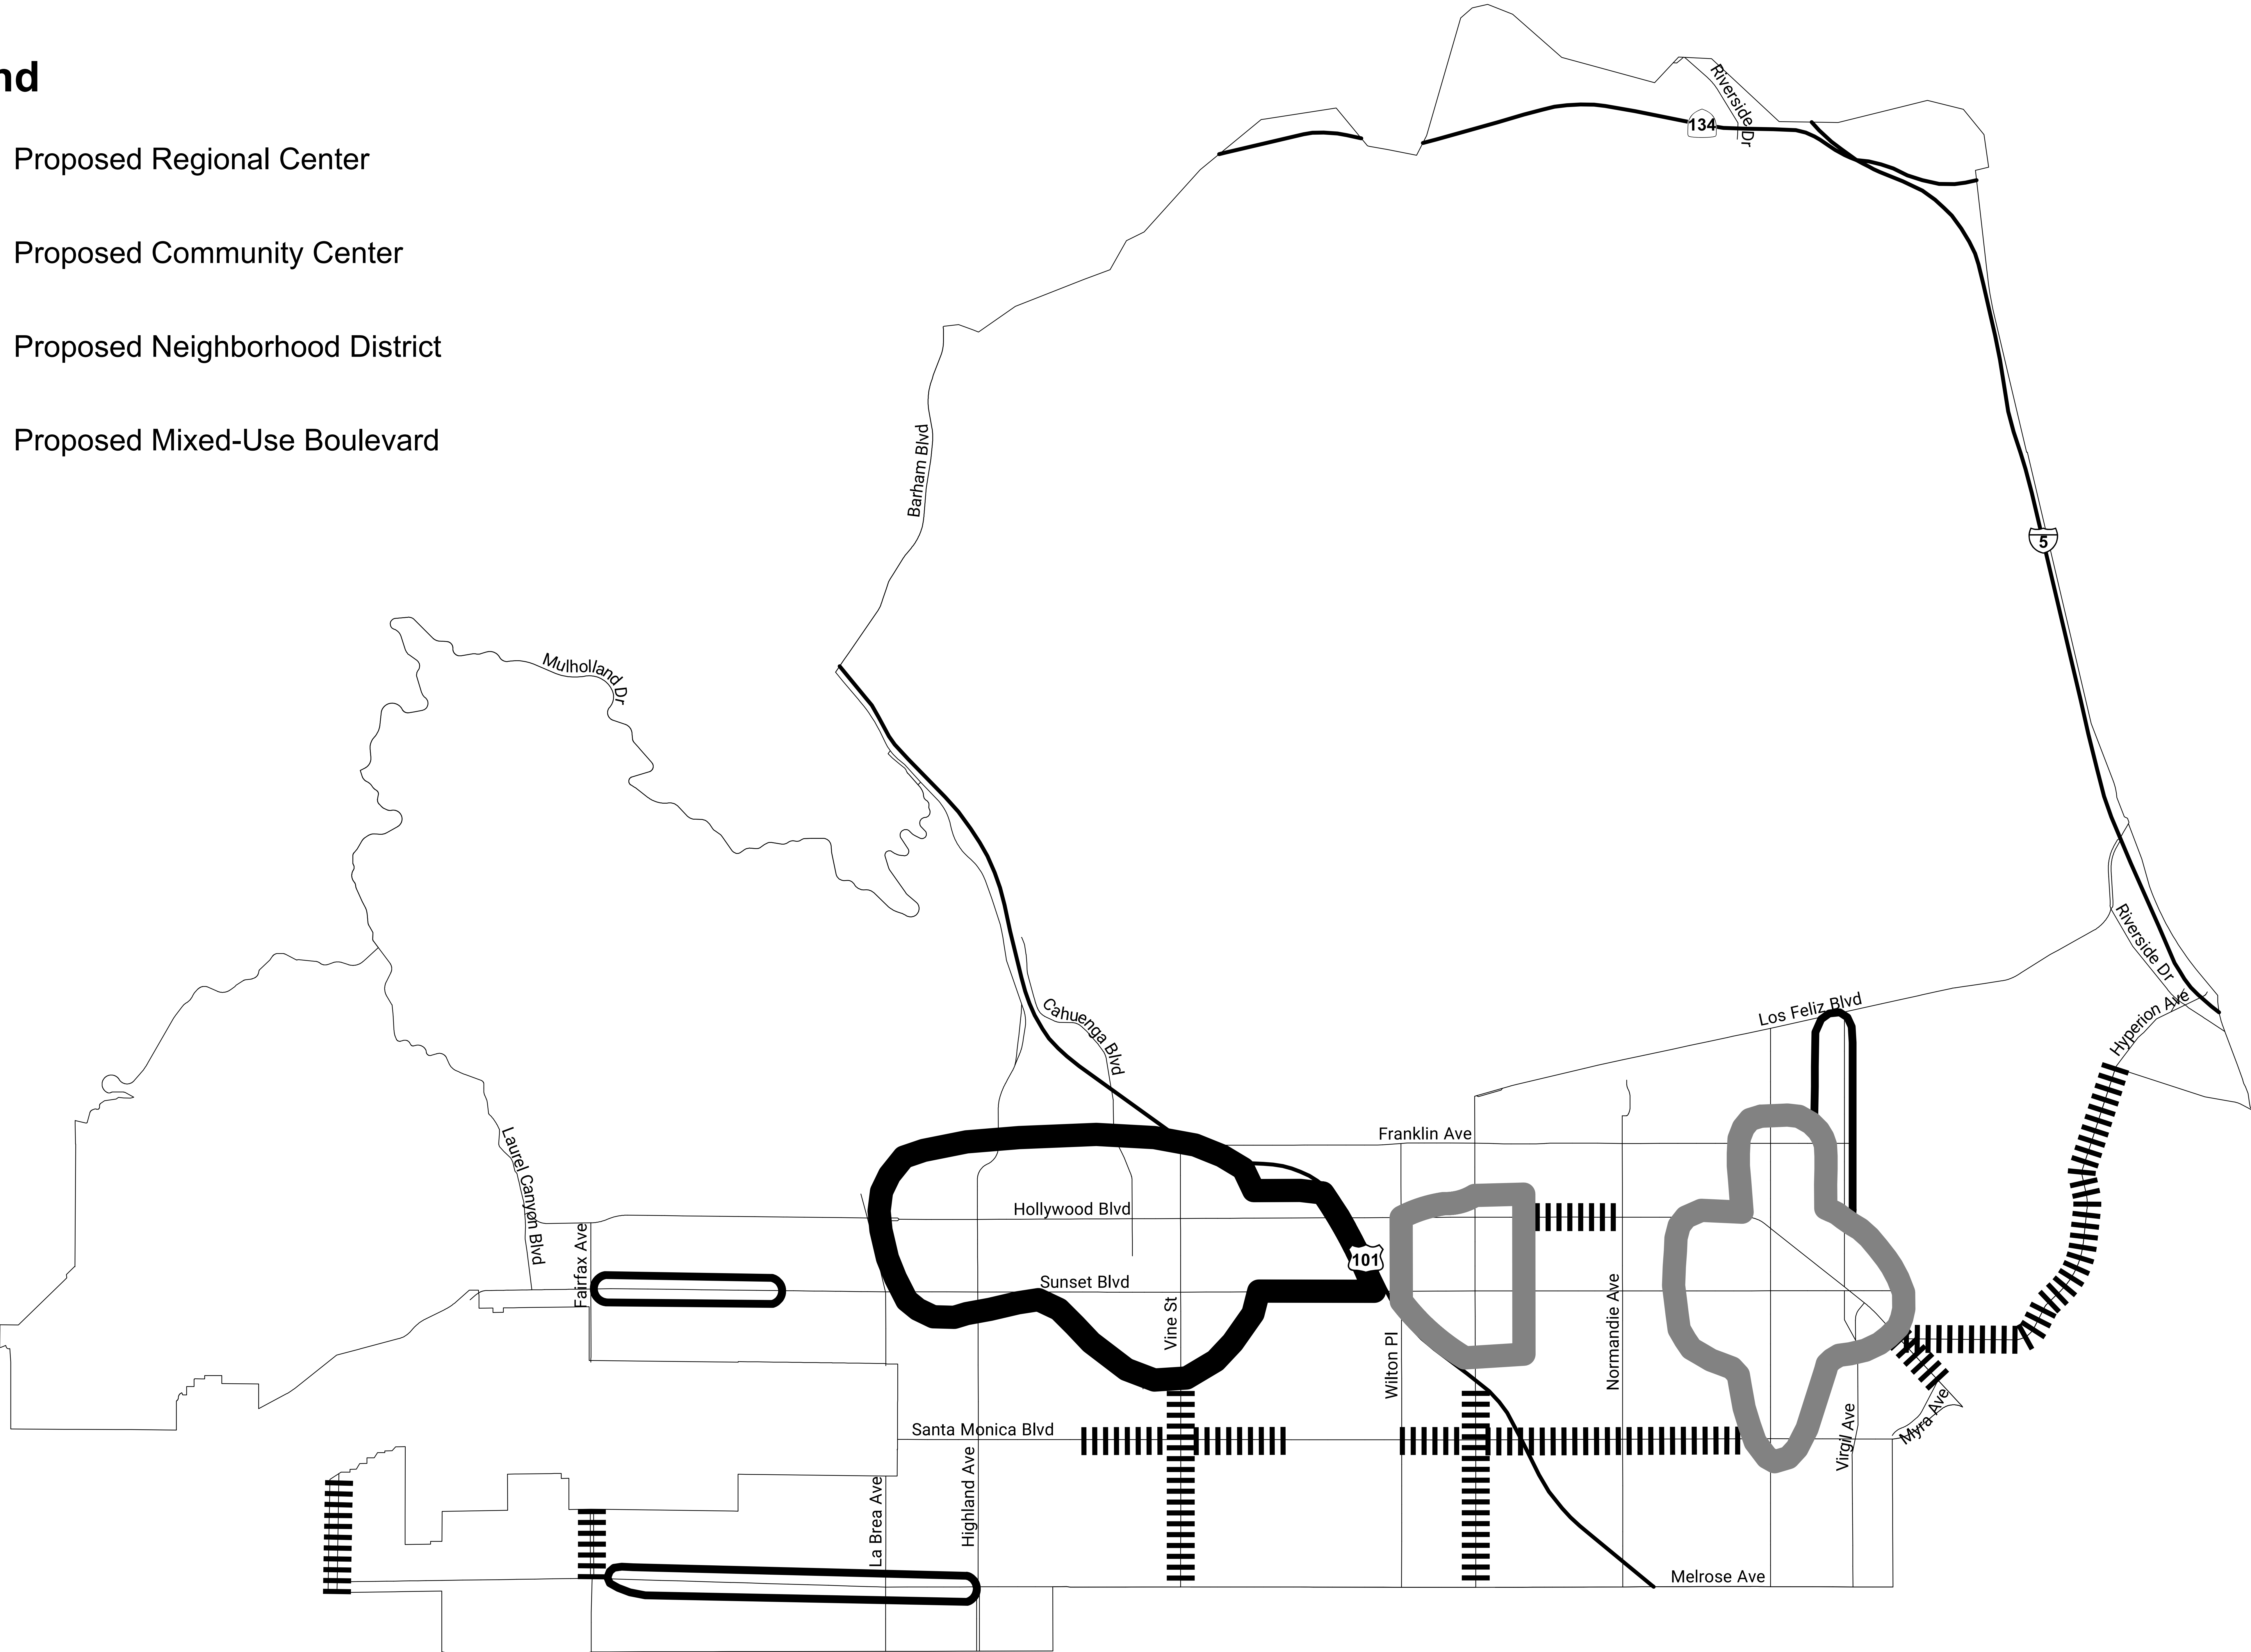 nd
Proposed Regional Center
Proposed Community Center
Proposed Neighborhood District
Proposed Mixed-Use Boulevard
Riverside Dr
134
Barham Blvd
5
Mulholland Dr
Riverside Dr
Los Feliz Blvd
Hyperion Ave
Cahuenga Blvd
Laurel Canyon Blvd
Franklin Ave
Hollywood Blvd
Fairfax Ave
101
Sunset Blvd
Vine St
Wilton Pl
Normandie Ave
Santa Monica Blvd
Myra Ave
Virgil Ave
La Brea Ave
Highland Ave
Melrose Ave